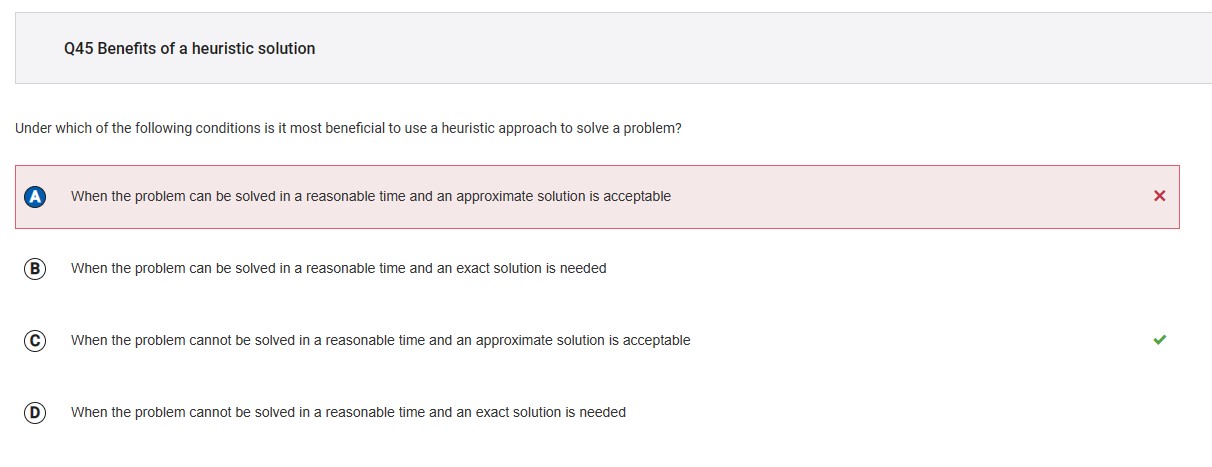 Q45 Benefits of a heuristic solution
Under which of the following conditions is it most beneficial to use a heuristic approach to solve a problem?
A When the problem can be solved in a reasonable time and an approximate solution is acceptable
B When the problem can be solved in a reasonable time and an exact solution is needed
C When the problem cannot be solved in a reasonable time and an approximate solution is acceptable
D When the problem cannot be solved in a reasonable time and an exact solution is needed